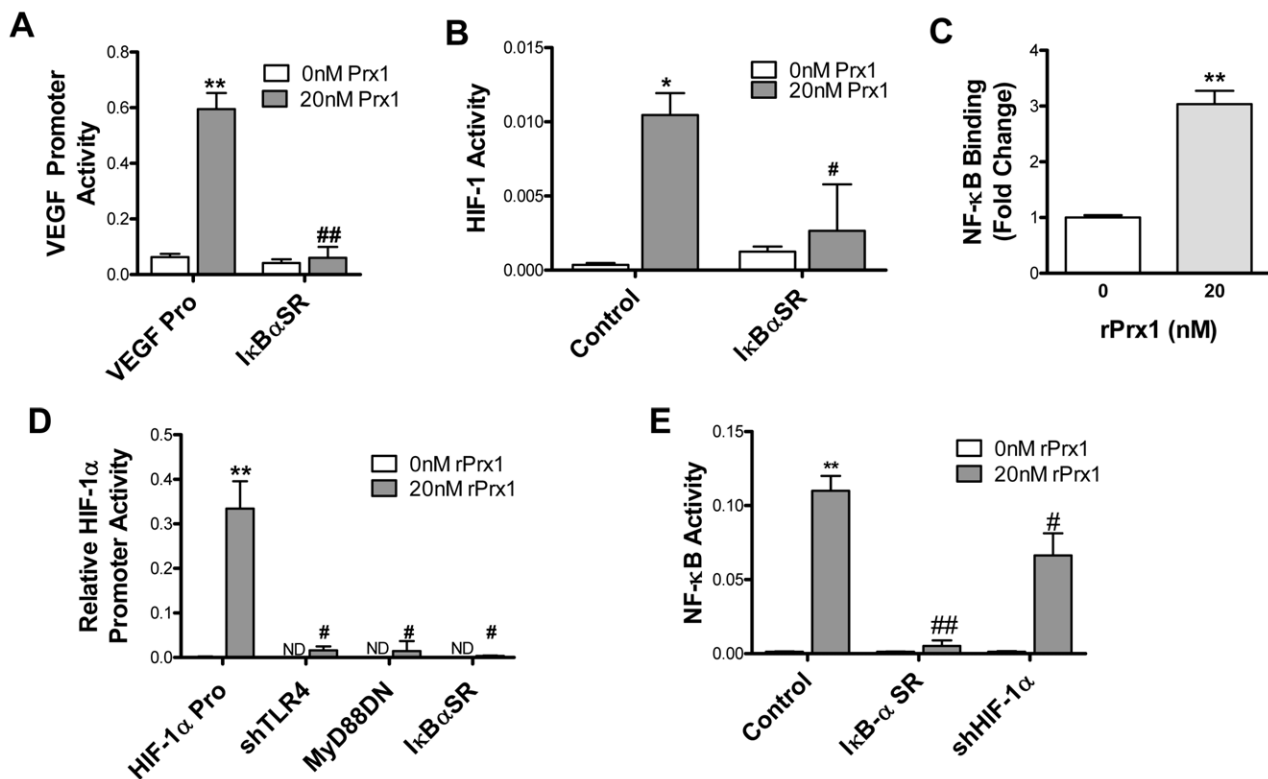 A
VEGF Promoter
Activity
0.8
0.6
0.4
0.2
0.0
**
##
0nM Prx1
20nM Prx1
VEGF Pro
IκBαSR
B
HIF-1 Activity
0.015
0.010
0.005
0.000
*
#
0nM Prx1
20nM Prx1
Control
IκBαSR
C
NF-κB Binding
(Fold Change)
4
3
2
1
0
**
0
20
rPrx1 (nM)
D
Relative HIF-1α
Promoter Activity
0.5
0.4
0.3
0.2
0.1
0.0
**
ND
#
ND
#
ND
#
0nM rPrx1
20nM rPrx1
HIF-1α Pro
shTLR4
MyD88DN
IκBαSR
E
NF-κB Activity
0.15
0.10
0.05
0.00
**
##
#
0nM rPrx1
20nM rPrx1
Control
IκB-α SR
shHIF-1α